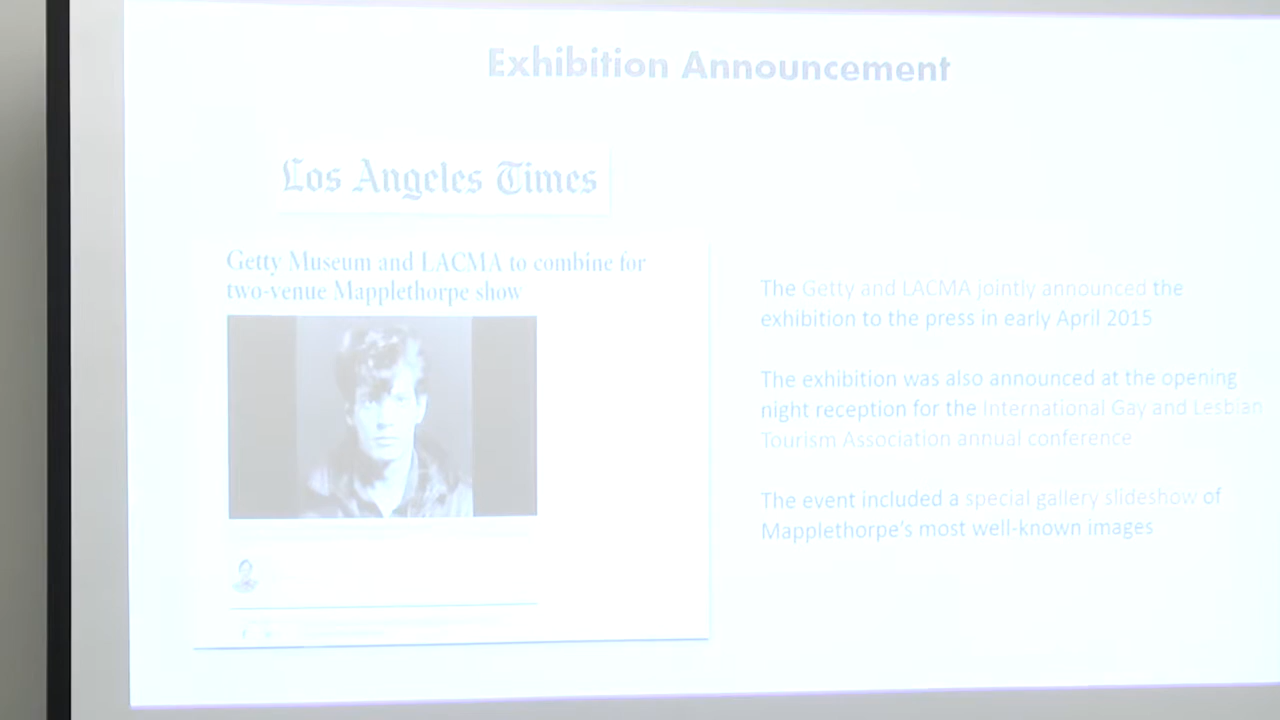 Exhibition Announcement
Los Angeles Times
Getty Museum and LACMA to combine for
two-venue Mapplethorpe show
The Getty and LACMA jointly announced the
exhibition to the press in early April 2015
The exhibition was also announced at the opening
night reception for the International Gay and Lesbian
Tourism Association annual conference
The event included a special gallery slideshow of
Mapplethorpe's most well-known images